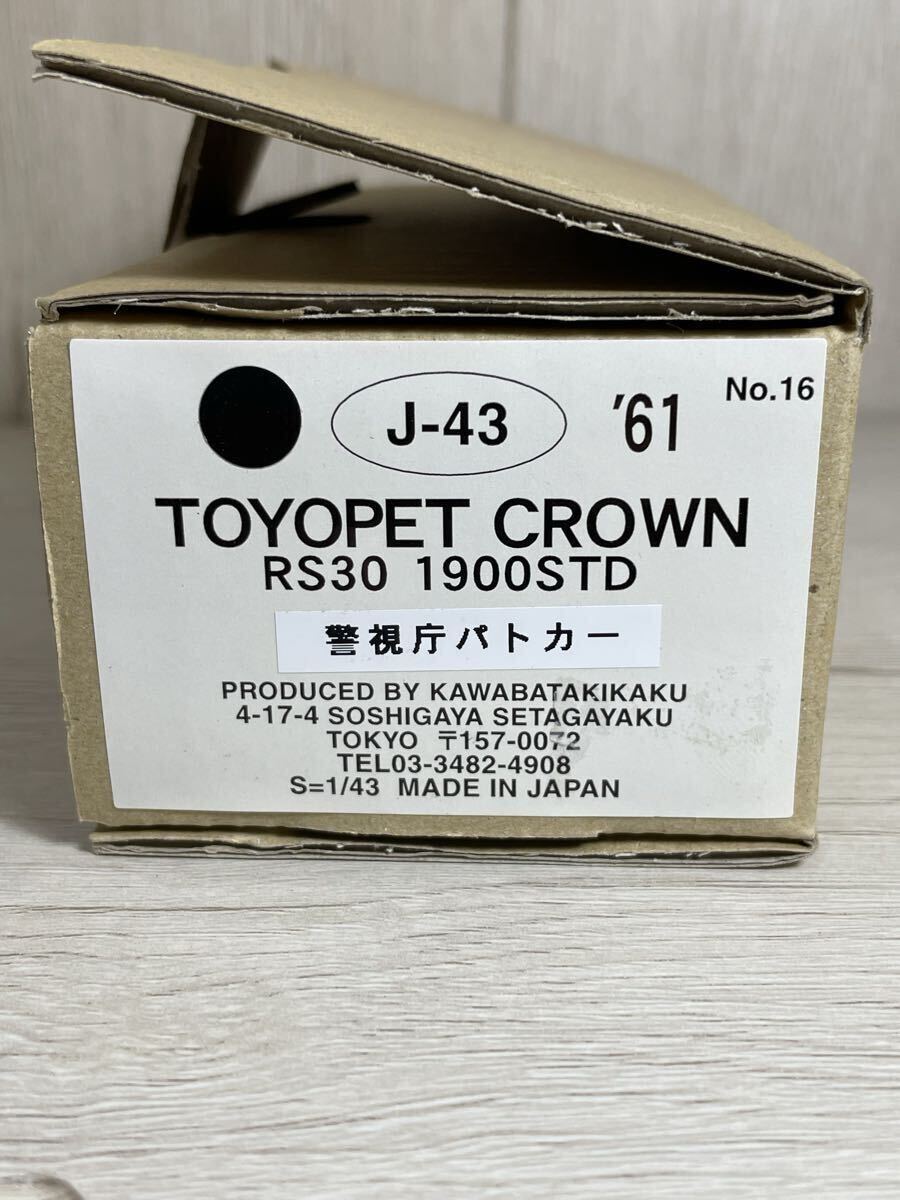 J-43 '61 No.16
TOYOPET CROWN
RS30 1900STD
警視庁パトカー
PRODUCED BY KAWABATAKIKAKU
4-17-4 SOSHIGAYA SETAGAYAKU
TOKYO 〒157-0072
TEL03-3482-4908
S=1/43 MADE IN JAPAN